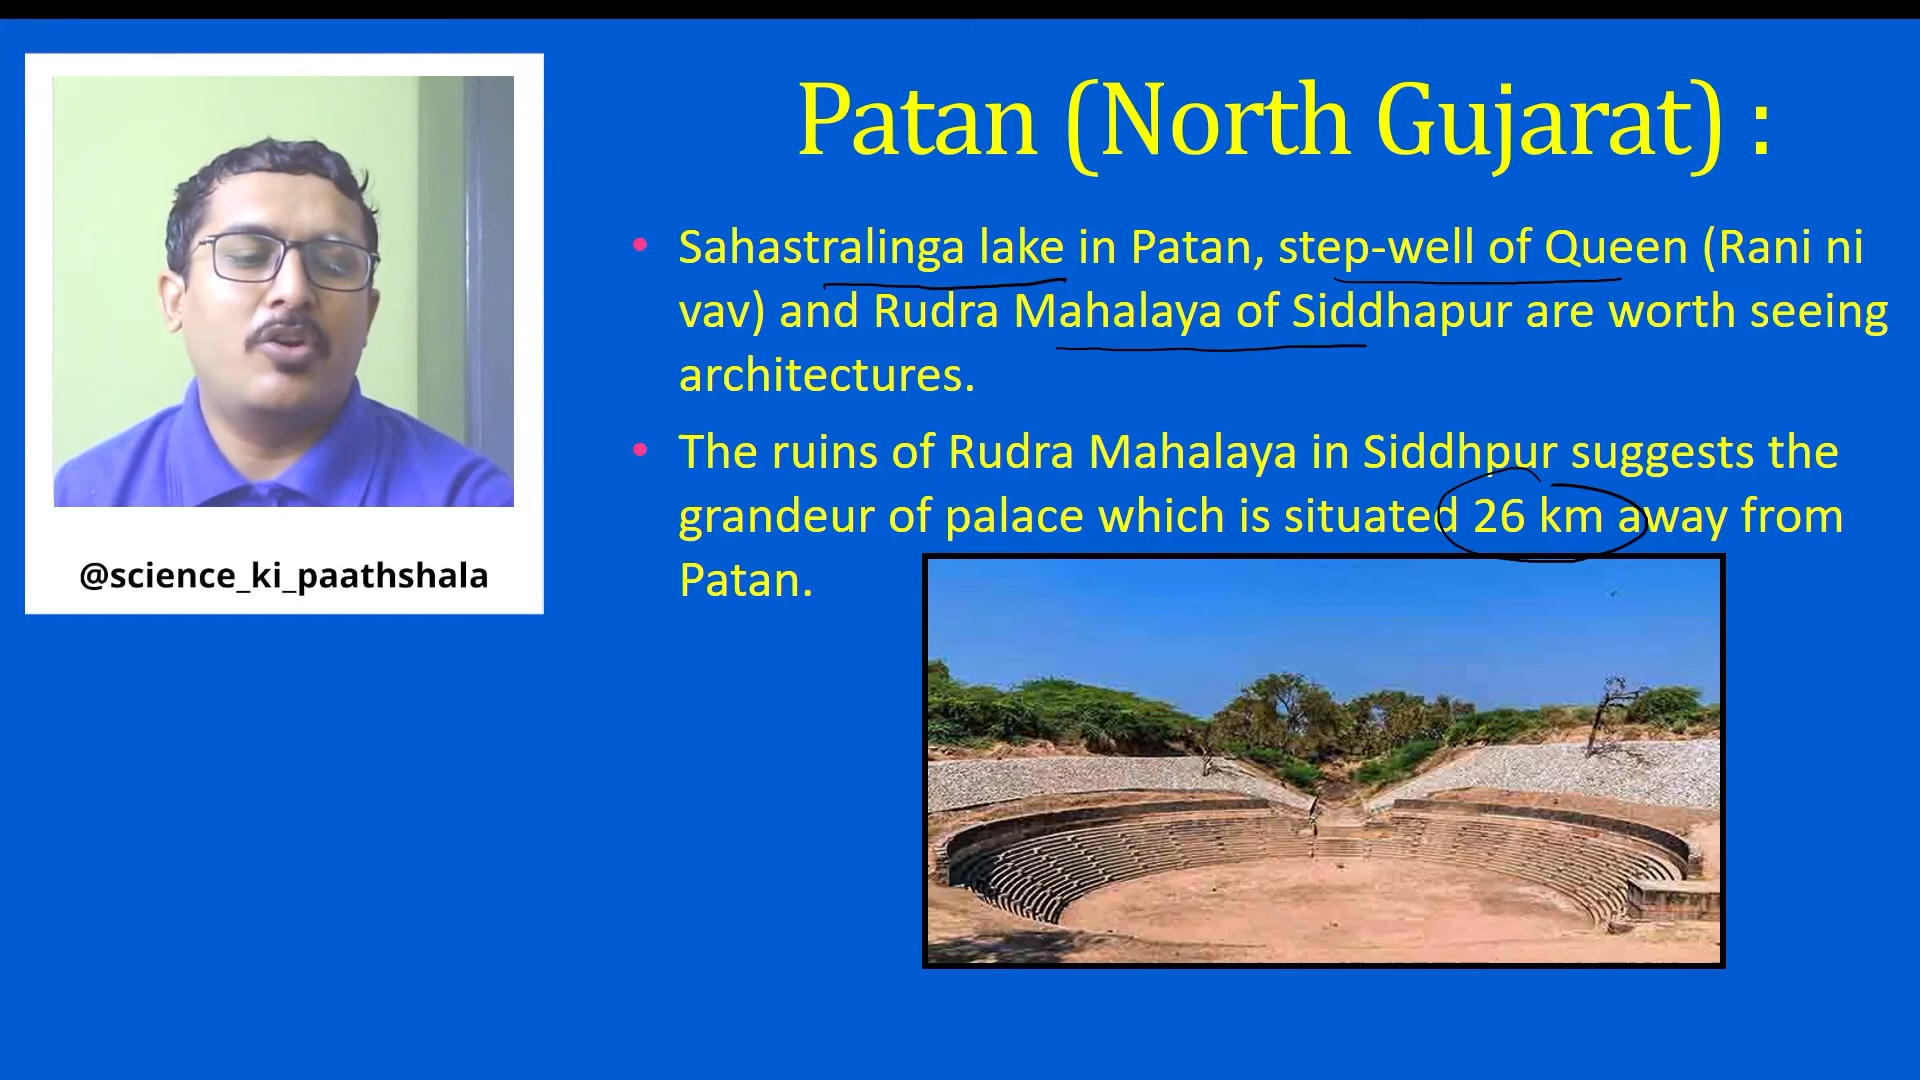 Patan (North Gujarat) :
Sahastralinga lake in Patan, step-well of Queen (Rani ni
vav) and Rudra Mahalaya of Siddhapur are worth seeing
architectures.
The ruins of Rudra Mahalaya in Siddhpur suggests the
grandeur of palace which is situated 26 km away from
Patan.
@science_ki_paathshala